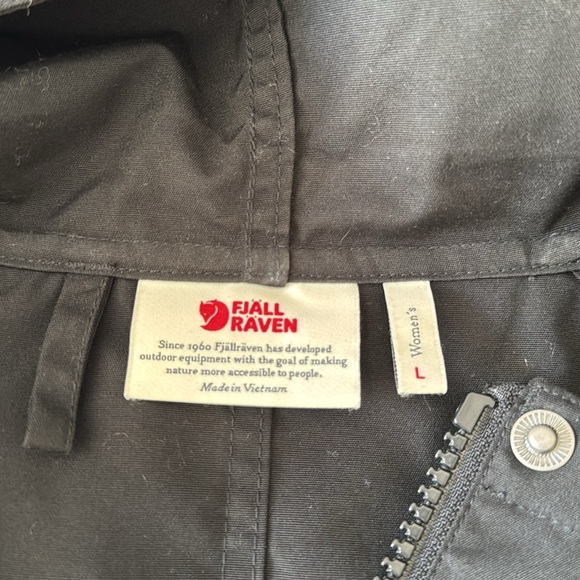 FJÄLL
RÄVEN
Since 1960 Fjällräven has developed
outdoor equipment with the goal of making
nature more accessible to people.
Made in Vietnam
Women's
L